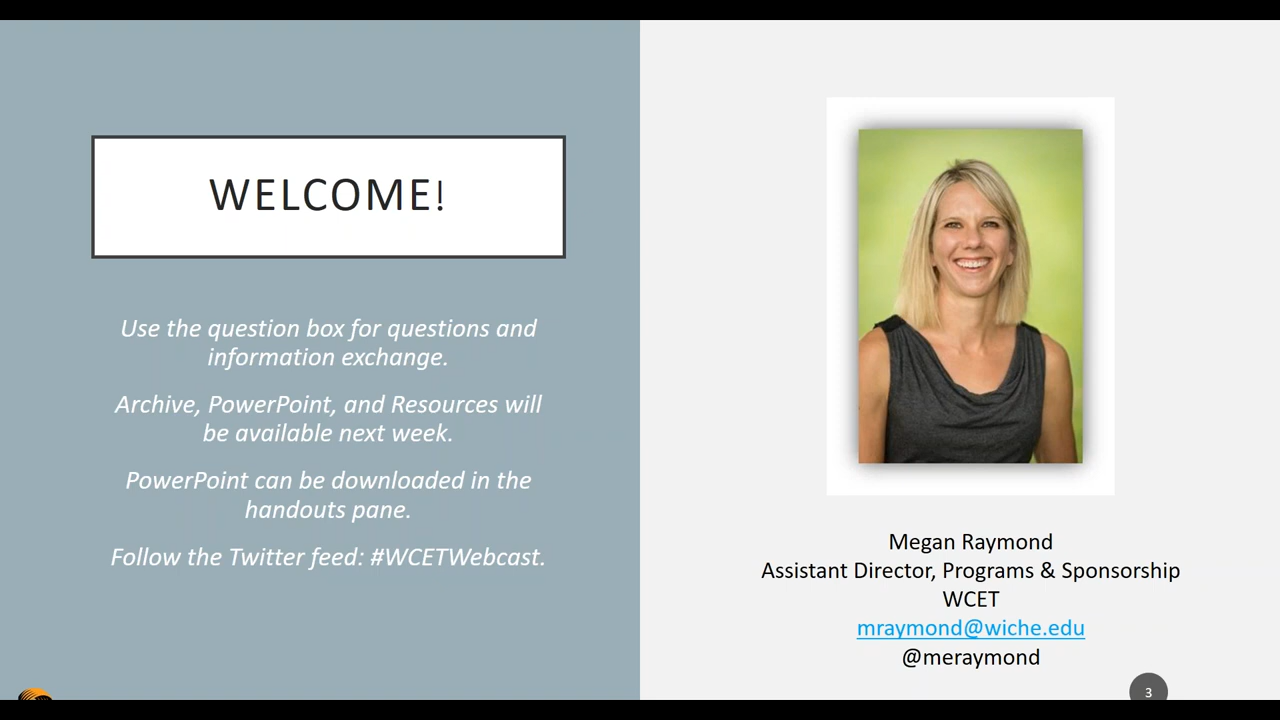 WELCOME!
Use the question box for questions and
information exchange.
Archive, PowerPoint, and Resources will
be available next week.
PowerPoint can be downloaded in the
handouts pane.
Follow the Twitter feed: #WCETWebcast.
Megan Raymond
Assistant Director, Programs & Sponsorship
WCET
mraymond@wiche.edu
@meraymond
3